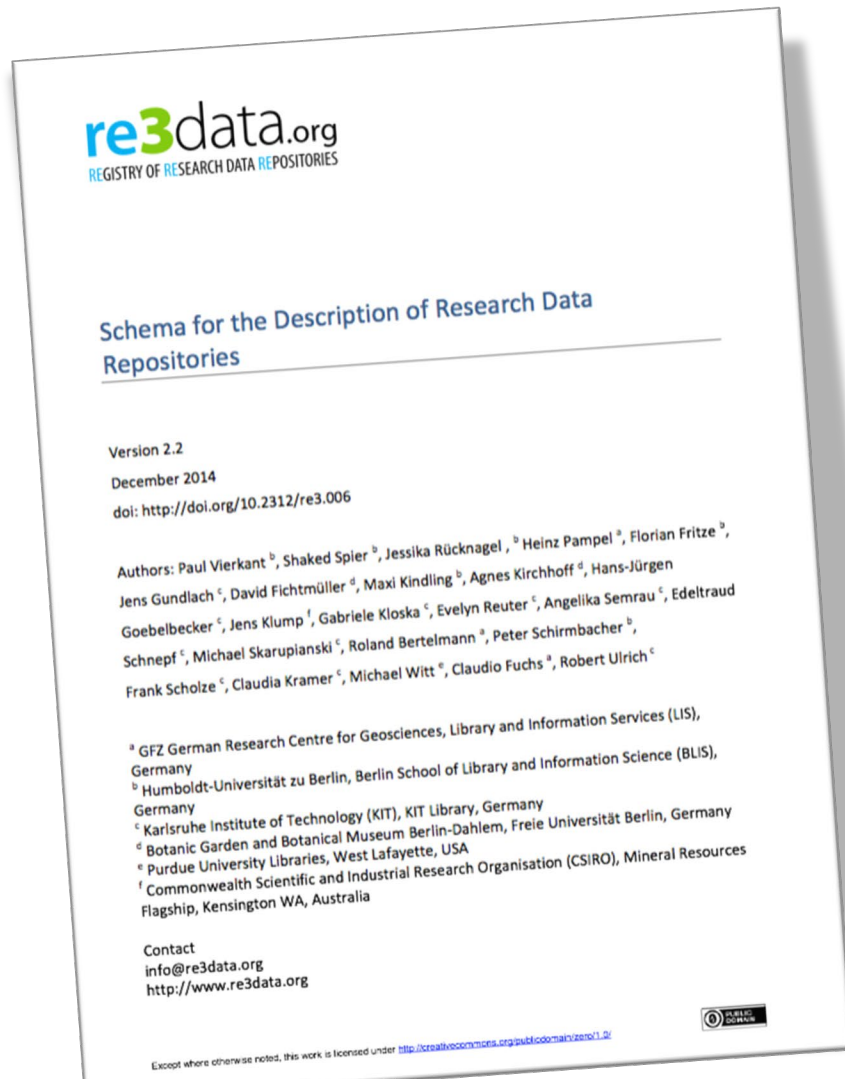 re3data.org
REGISTRY OF RESEARCH DATA REPOSITORIES
Schema for the Description of Research Data
Repositories
Version 2.2
December 2014
doi: http://doi.org/10.2312/re3.006
Authors: Paul Vierkant b, Shaked Spier b, Jessika Rücknagel , b Heinz Pampel a, Florian Fritze b,
Jens Gundlach c, David Fichtmüller d, Maxi Kindling b, Agnes Kirchhoff d, Hans-Jürgen
Goebelbecker c, Jens Klump f, Gabriele Kloska c, Evelyn Reuter c, Angelika Semrau c, Edeltraud
Schnepf c, Michael Skarupianski c, Roland Bertelmann a, Peter Schirmbacher b,
Frank Scholze c, Claudia Kramer c, Michael Witt e, Claudio Fuchs a, Robert Ulrich c
a GFZ German Research Centre for Geosciences, Library and Information Services (LIS),
Germany
b Humboldt-Universität zu Berlin, Berlin School of Library and Information Science (BLIS),
Germany
c Karlsruhe Institute of Technology (KIT), KIT Library, Germany
d Botanic Garden and Botanical Museum Berlin-Dahlem, Freie Universität Berlin, Germany
e Purdue University Libraries, West Lafayette, USA
f Commonwealth Scientific and Industrial Research Organisation (CSIRO), Mineral Resources
Flagship, Kensington WA, Australia
Contact
info@re3data.org
http://www.re3data.org
PUBLIC
DOMAIN
Except where otherwise noted, this work is licensed under http://creativecommons.org/publicdomain/zero/1.0/